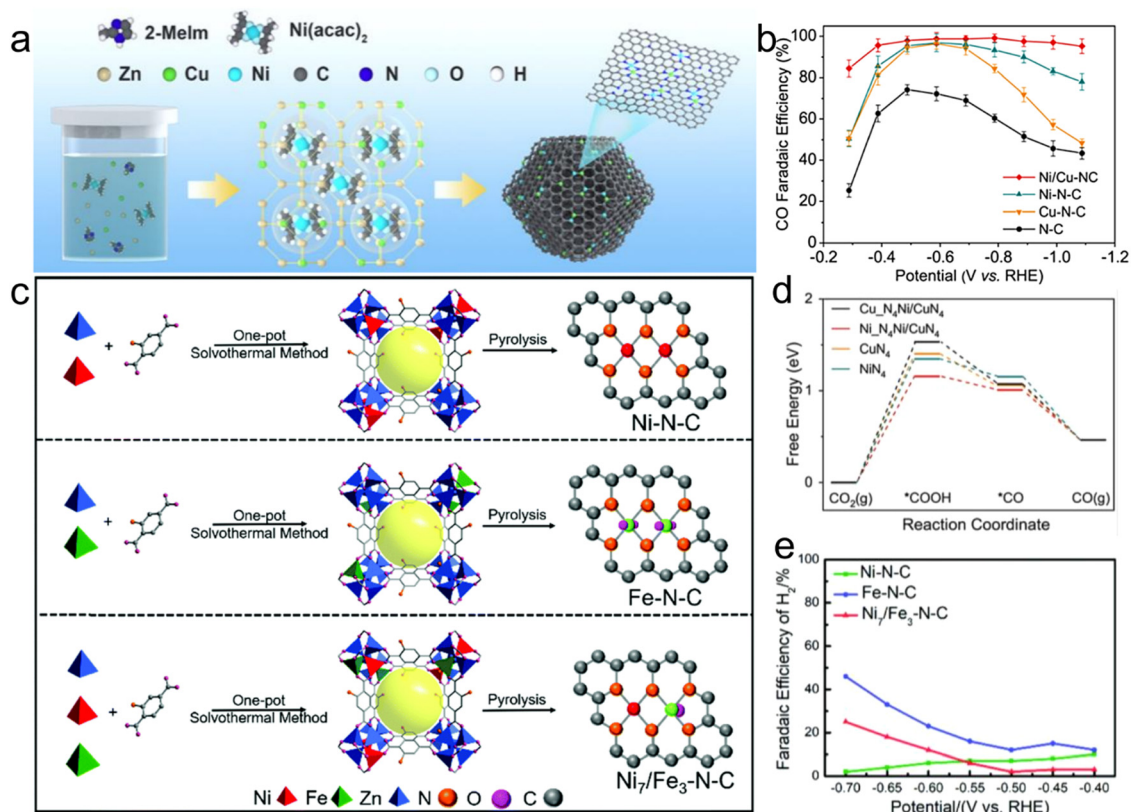 a
2-MeIm
Ni(acac)₂
Zn Cu Ni C N O H
b
CO Faradaic Efficiency (%)
100
80
60
40
20
0
Ni/Cu-NC
Ni-N-C
Cu-N-C
N-C
-0.2 -0.4 -0.6 -0.8 -1.0 -1.2
Potential (V vs. RHE)
c
+
One-pot
Solvothermal Method
Pyrolysis
Ni-N-C
+
One-pot
Solvothermal Method
Pyrolysis
Fe-N-C
+
One-pot
Solvothermal Method
Pyrolysis
Ni₇/Fe₃-N-C
Ni Fe Zn N O C
d
Free Energy (eV)
2
1
0
Cu_N₄Ni/CuN₄
Ni_N₄Ni/CuN₄
CuN₄
NiN₄
CO₂(g) *COOH *CO CO(g)
Reaction Coordinate
e
Faradaic Efficiency of H₂/%
100
80
60
40
20
0
Ni-N-C
Fe-N-C
Ni₇/Fe₃-N-C
-0.70 -0.65 -0.60 -0.55 -0.50 -0.45 -0.40
Potential/(V vs. RHE)